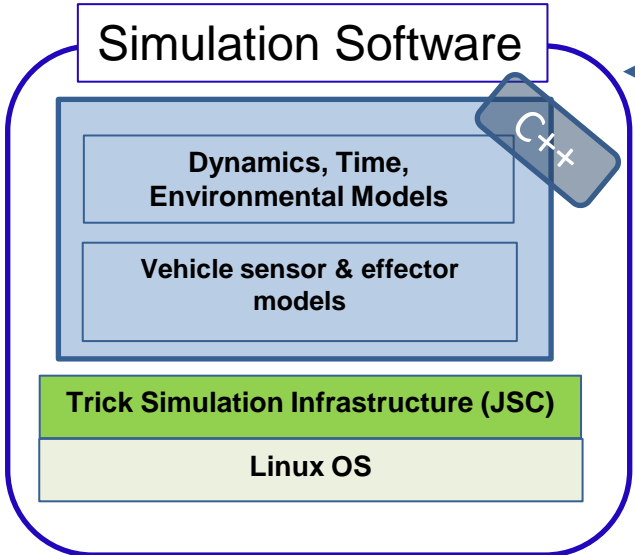 Simulation Software
C++
Dynamics, Time,
Environmental Models
Vehicle sensor & effector
models
Trick Simulation Infrastructure (JSC)
Linux OS